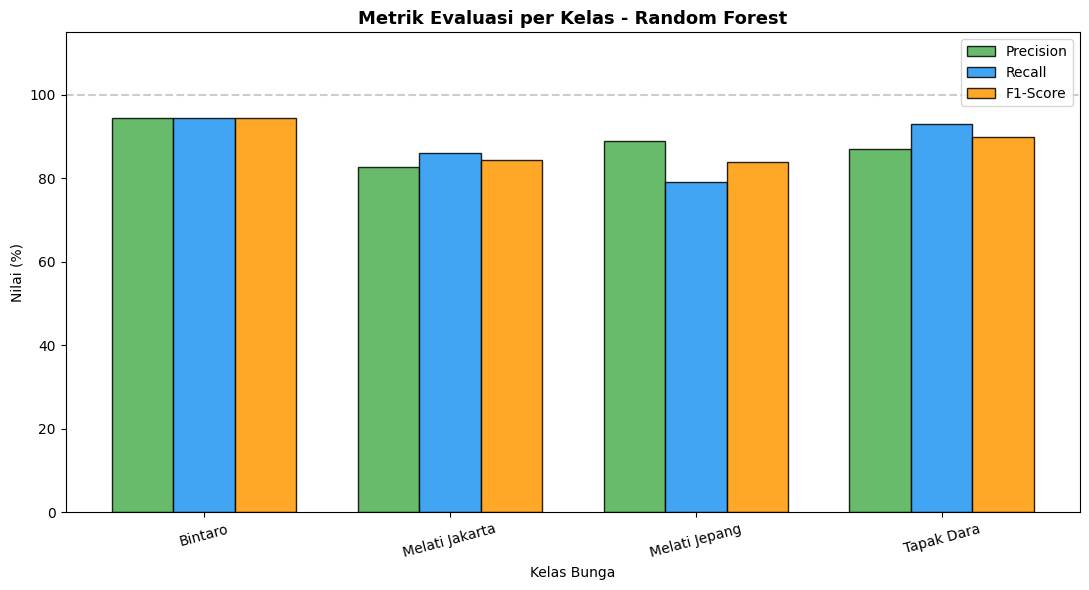 Metrik Evaluasi per Kelas - Random Forest
Precision
Recall
F1-Score
Nilai (%)
100
80
60
40
20
0
Bintaro
Melati Jakarta
Melati Jepang
Tapak Dara
Kelas Bunga